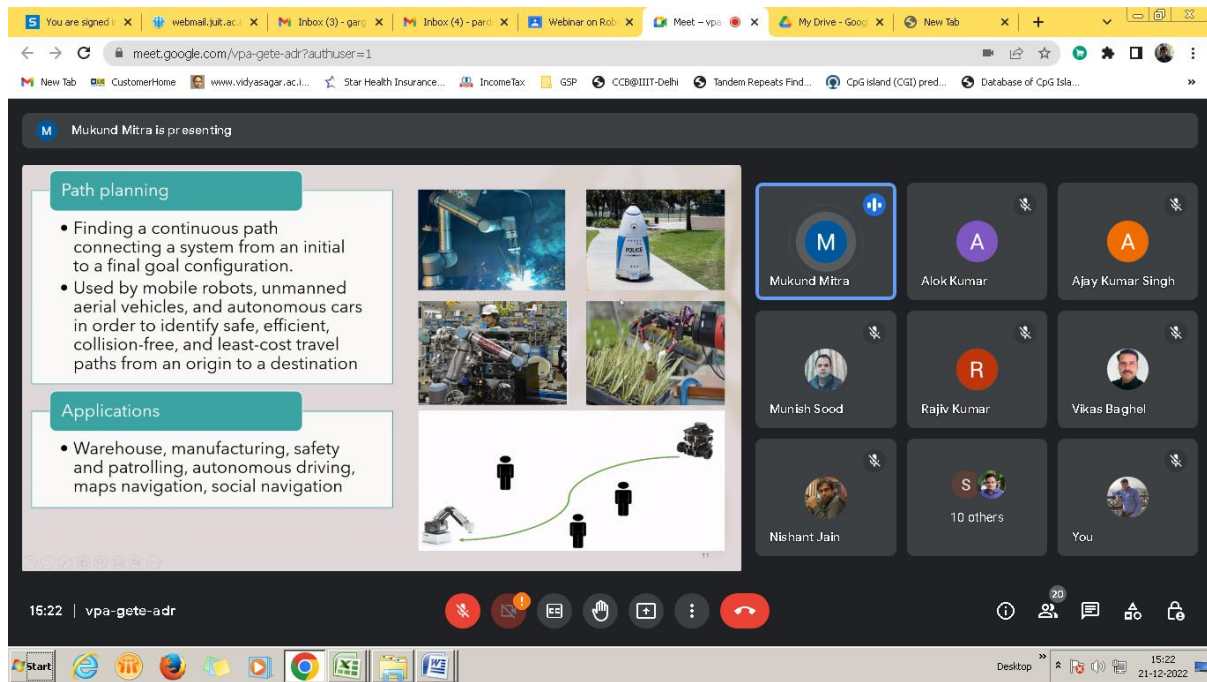 You are signed i
webmail.juit.ac.i
Inbox (3) - garg
Inbox (4) - pard
Webinar on Rob
Meet – vpa-
My Drive - Goog
New Tab
meet.google.com/vpa-gete-adr?authuser=1
New Tab
CustomerHome
www.vidyasagar.ac.i...
Star Health Insurance...
IncomeTax
GSP
CCB@IIIT-Delhi
Tandem Repeats Find...
CpG island (CGI) pred...
Database of CpG Isla...
M
Mukund Mitra is presenting
Path planning
• Finding a continuous path
connecting a system from an initial
to a final goal configuration.
• Used by mobile robots, unmanned
aerial vehicles, and autonomous cars
in order to identify safe, efficient,
collision-free, and least-cost travel
paths from an origin to a destination
Applications
• Warehouse, manufacturing, safety
and patrolling, autonomous driving,
maps navigation, social navigation
POLICE
11
M
Mukund Mitra
A
Alok Kumar
A
Ajay Kumar Singh
Munish Sood
R
Rajiv Kumar
Vikas Baghel
Nishant Jain
S
10 others
You
15:22 | vpa-gete-adr
20
Start
Desktop
15:22
21-12-2022